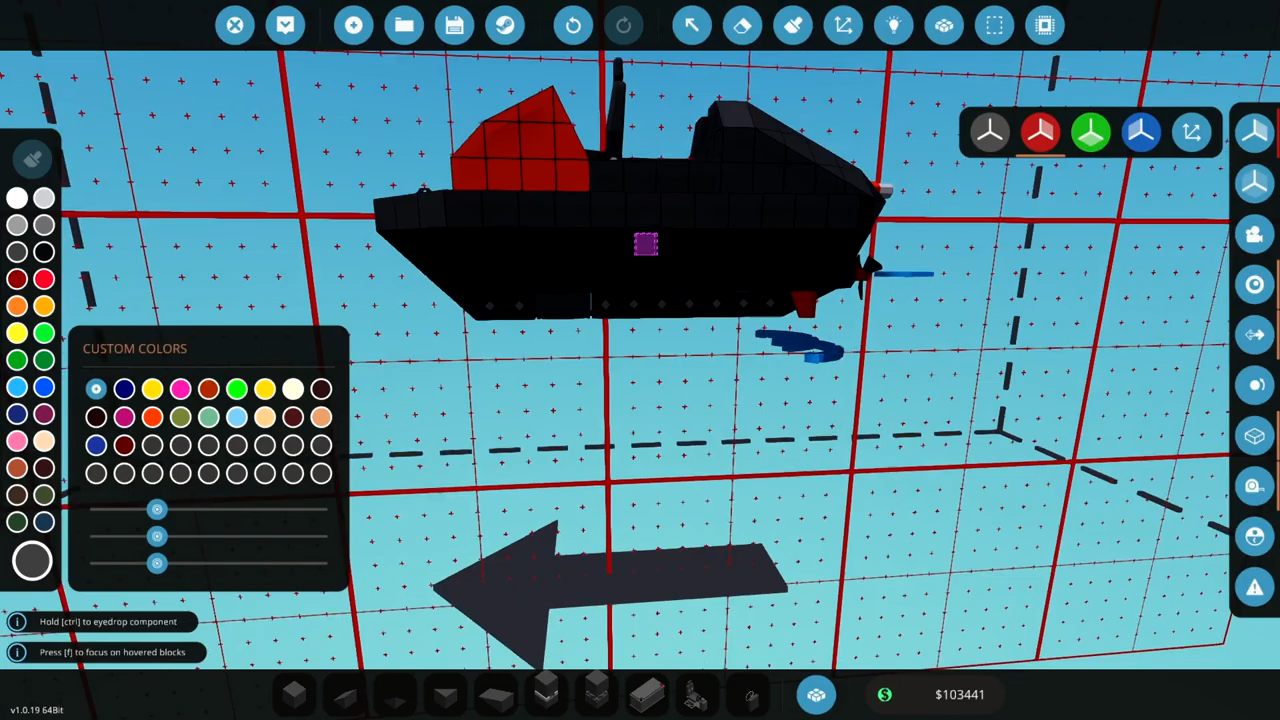 CUSTOM COLORS
Hold [ctrl] to eyedrop component
Press [f] to focus on hovered blocks
v1.0.19 64Bit
$ $103441